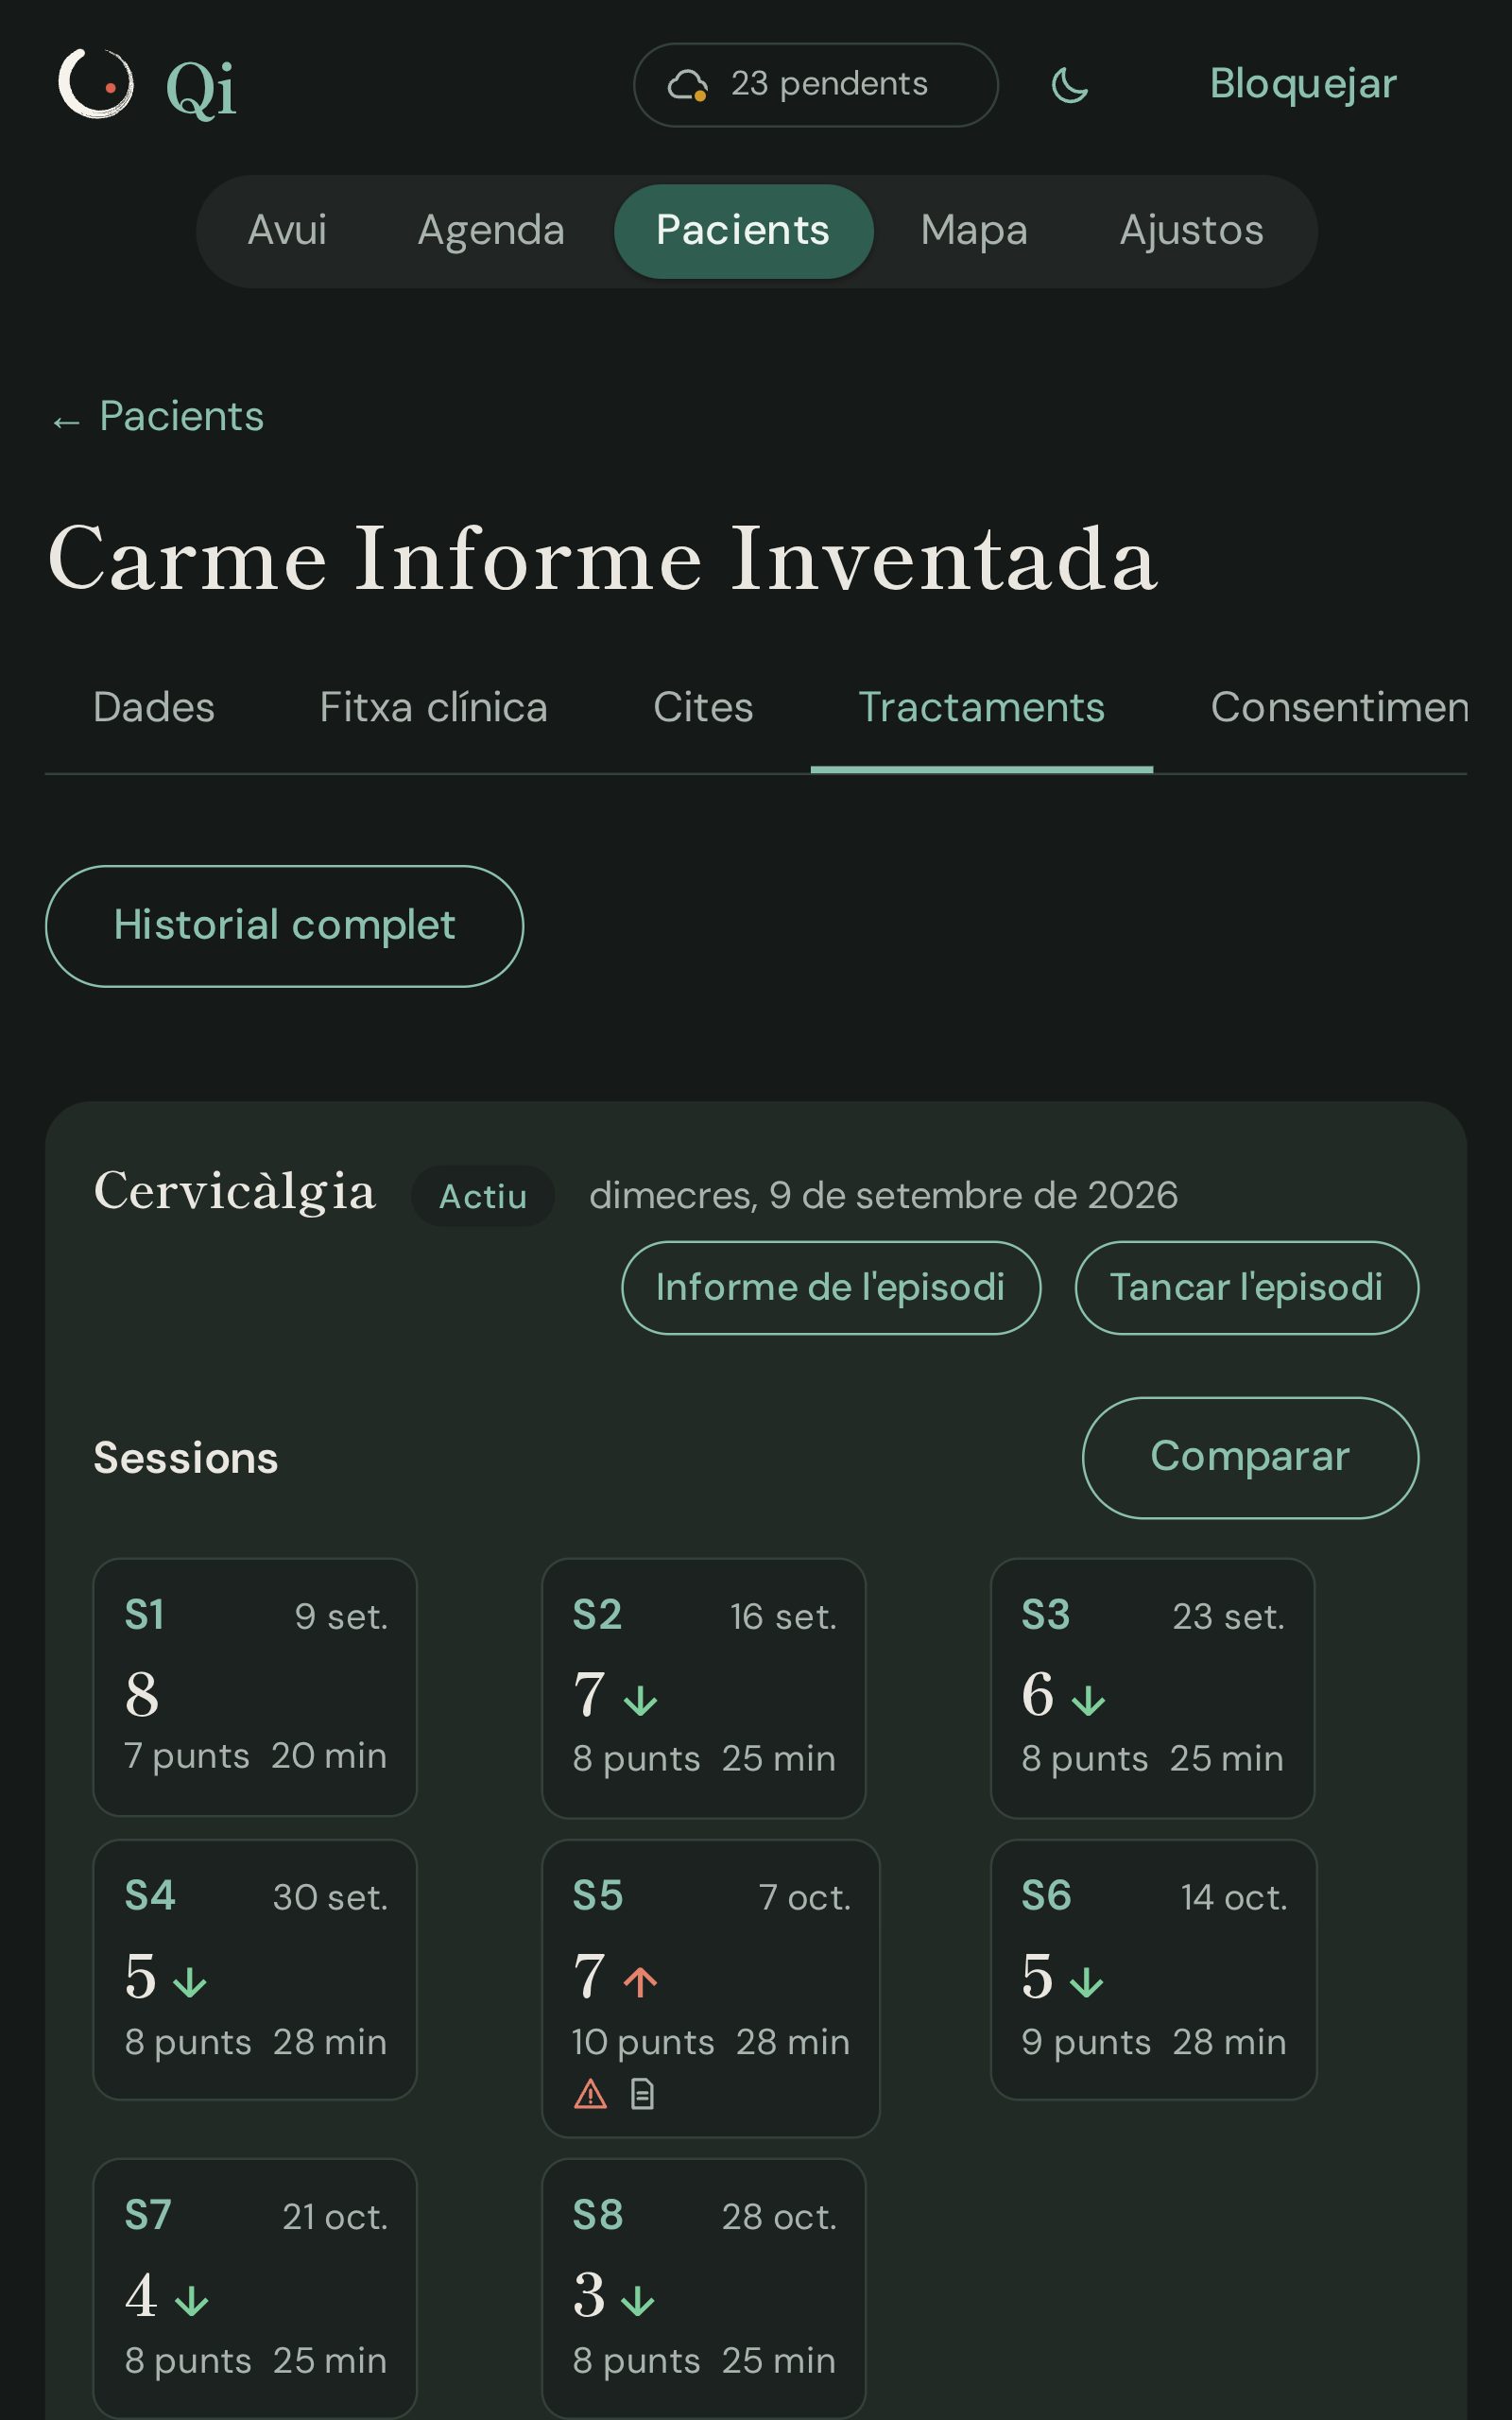 Qi
23 pendents
Bloquejar
Avui Agenda Pacients Mapa Ajustos
← Pacients
Carme Informe Inventada
Dades Fitxa clínica Cites Tractaments Consentimen
Historial complet
Cervicàlgia Actiu dimecres, 9 de setembre de 2026
Informe de l'episodi Tancar l'episodi
Sessions Comparar
S1 9 set.
8
7 punts 20 min
S2 16 set.
7 ↓
8 punts 25 min
S3 23 set.
6 ↓
8 punts 25 min
S4 30 set.
5 ↓
8 punts 28 min
S5 7 oct.
7 ↑
10 punts 28 min
S6 14 oct.
5 ↓
9 punts 28 min
S7 21 oct.
4 ↓
8 punts 25 min
S8 28 oct.
3 ↓
8 punts 25 min